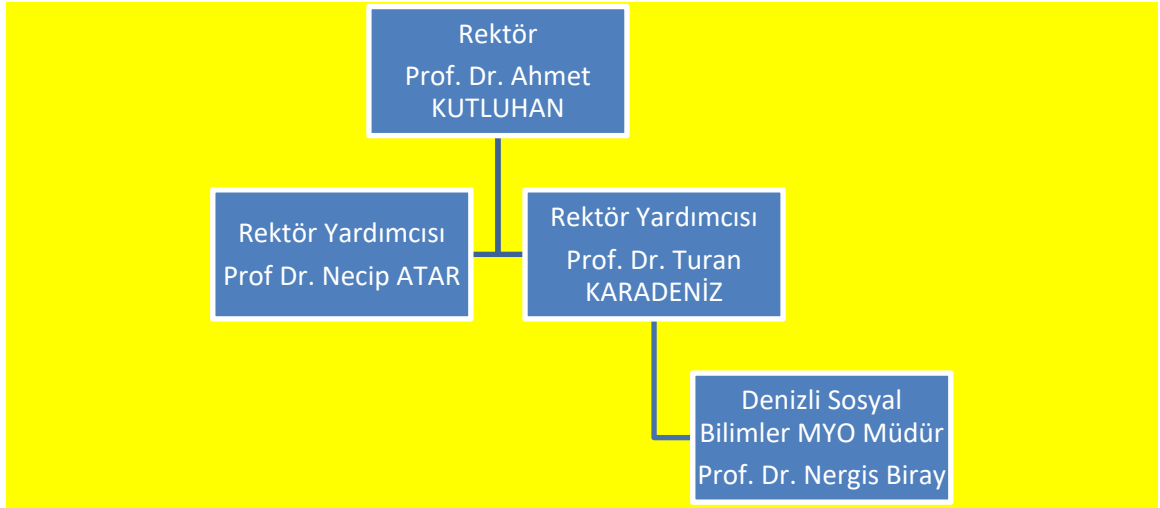 Rektör
Prof. Dr. Ahmet
KUTLUHAN
Rektör Yardımcısı
Prof Dr. Necip ATAR
Rektör Yardımcısı
Prof. Dr. Turan
KARADENİZ
Denizli Sosyal
Bilimler MYO Müdür
Prof. Dr. Nergis Biray